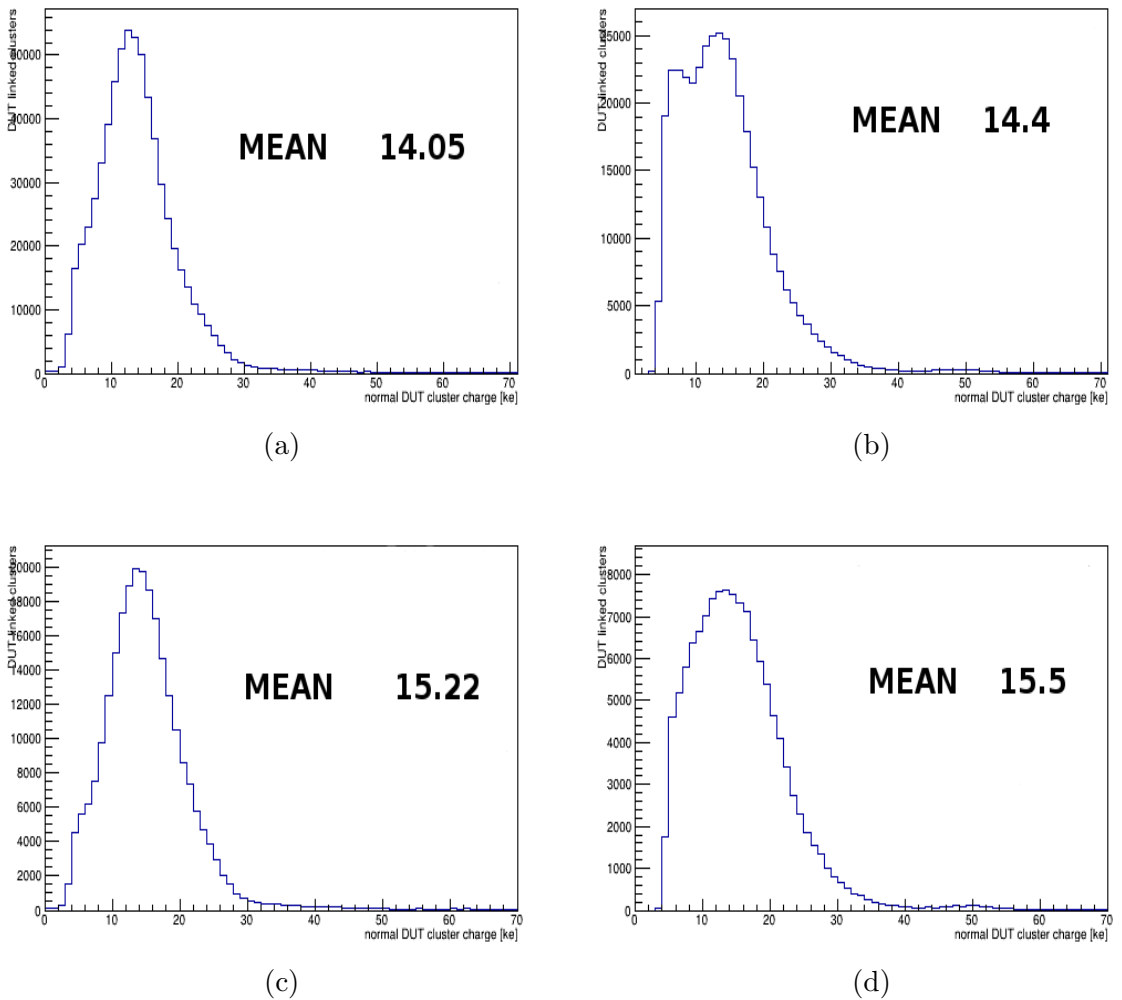 DUT linked clusters
50000
40000
30000
20000
10000
0
MEAN 14.05
0 10 20 30 40 50 60 70
normal DUT cluster charge [ke]
(a)
DUT linked clusters
25000
20000
15000
10000
5000
0
MEAN 14.4
10 20 30 40 50 60 70
normal DUT cluster charge [ke]
(b)
DUT linked clusters
20000
18000
16000
14000
12000
10000
8000
6000
4000
2000
0
MEAN 15.22
0 10 20 30 40 50 60 70
normal DUT cluster charge [ke]
(c)
DUT linked clusters
8000
7000
6000
5000
4000
3000
2000
1000
0
MEAN 15.5
0 10 20 30 40 50 60 70
normal DUT cluster charge [ke]
(d)